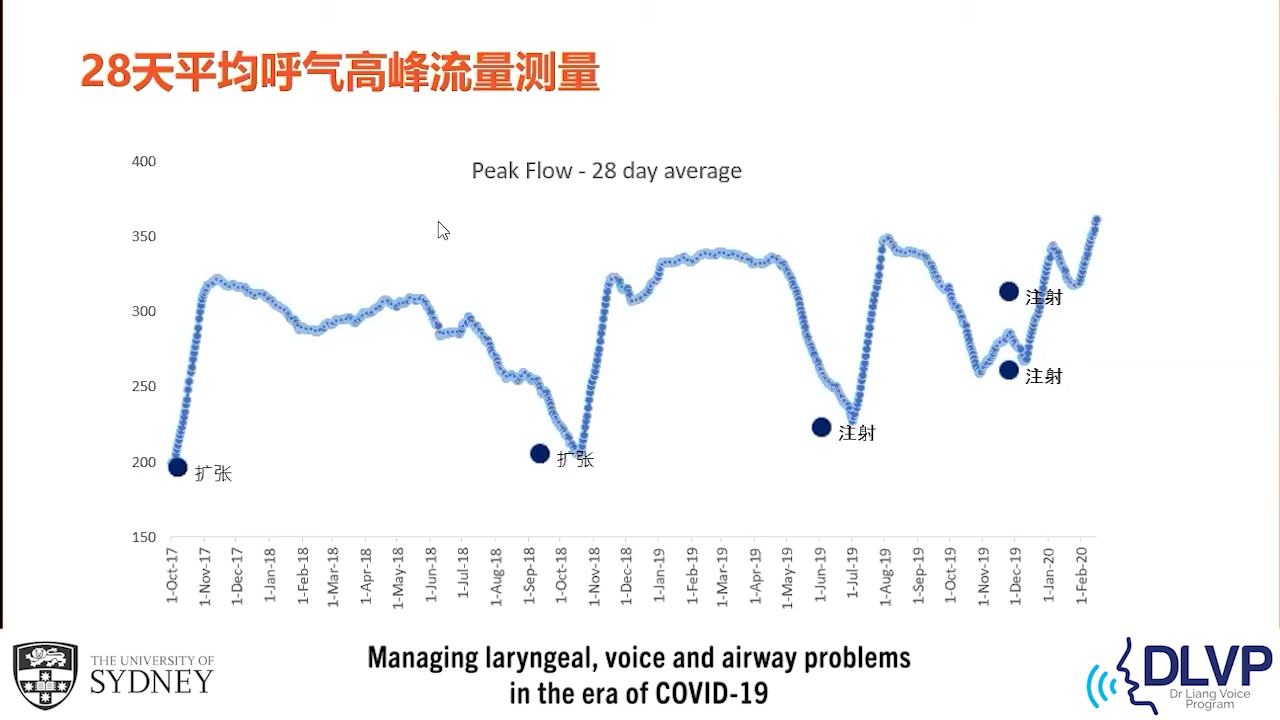 28天平均呼气高峰流量测量
Peak Flow - 28 day average
400
350
300
250
200
150
扩张
扩张
注射
注射
注射
1-Oct-17
1-Nov-17
1-Dec-17
1-Jan-18
1-Feb-18
1-Mar-18
1-Apr-18
1-May-18
1-Jun-18
1-Jul-18
1-Aug-18
1-Sep-18
1-Oct-18
1-Nov-18
1-Dec-18
1-Jan-19
1-Feb-19
1-Mar-19
1-Apr-19
1-May-19
1-Jun-19
1-Jul-19
1-Aug-19
1-Sep-19
1-Oct-19
1-Nov-19
1-Dec-19
1-Jan-20
1-Feb-20
THE UNIVERSITY OF
SYDNEY
Managing laryngeal, voice and airway problems
in the era of COVID-19
DLVP
Dr Liang Voice
Program